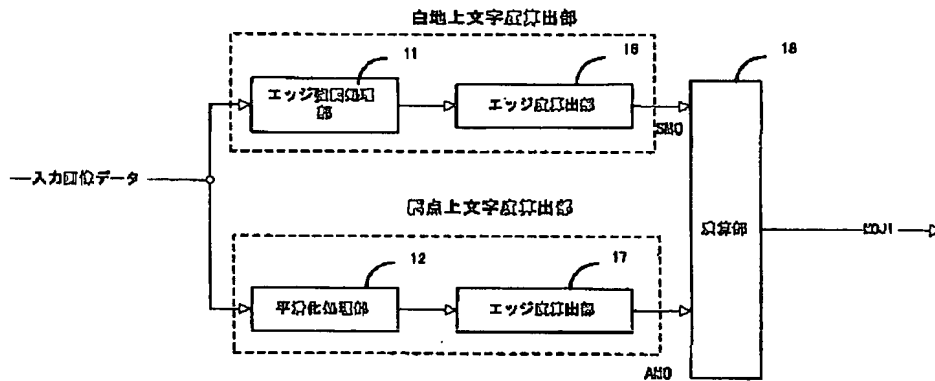 白地上文字度算出部
11
16
18
エッジ強調処理
部
エッジ度算出部
SMO
入力画像データ
網点上文字度算出部
演算部
MOJI
12
17
平滑化処理部
エッジ度算出部
AMO